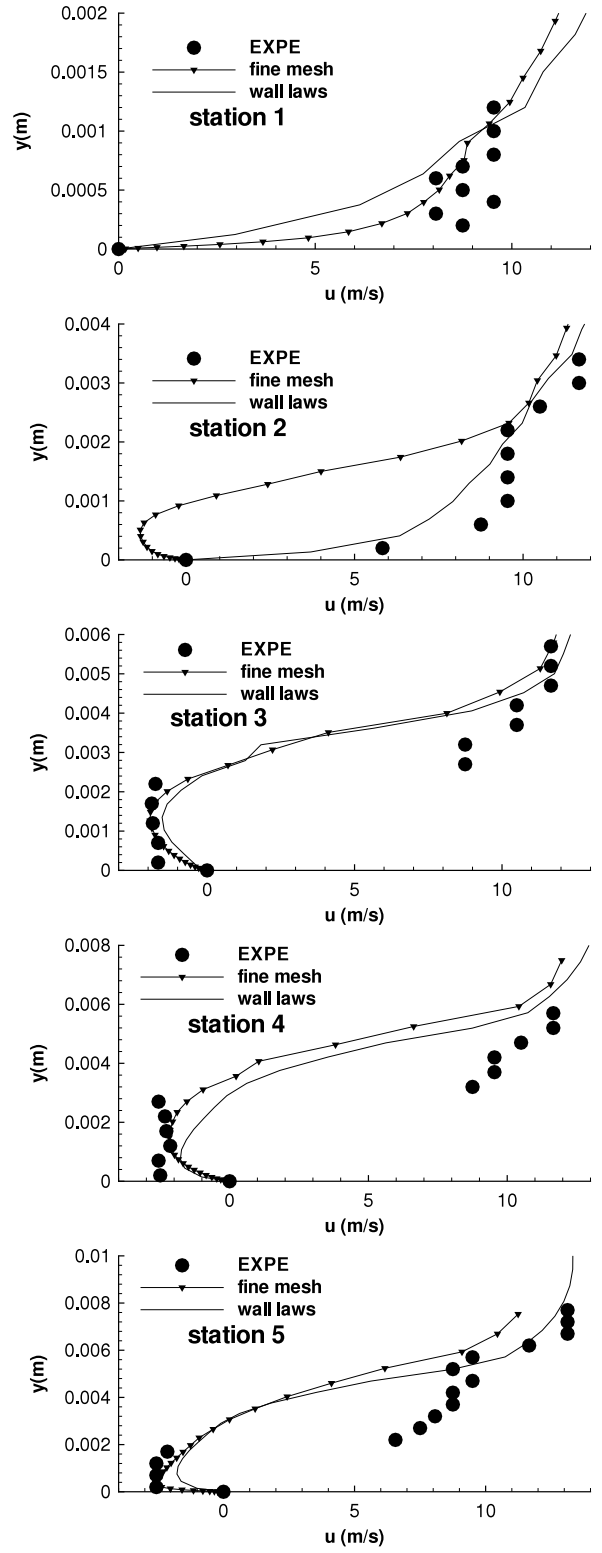 0.002
EXPE
fine mesh
0.0015
wall laws
station 1
y(m)
0.001
0.0005
0
0 5 10
u (m/s)
0.004
EXPE
fine mesh
0.003
wall laws
station 2
y(m)
0.002
0.001
0
0 5 10
u (m/s)
0.006
EXPE
0.005
fine mesh
wall laws
0.004
station 3
y(m)
0.003
0.002
0.001
0
0 5 10
u (m/s)
0.008
EXPE
fine mesh
0.006
wall laws
station 4
y(m)
0.004
0.002
0
0 5 10
u (m/s)
0.01
EXPE
fine mesh
0.008
wall laws
station 5
y(m)
0.006
0.004
0.002
0
0 5 10
u (m/s)